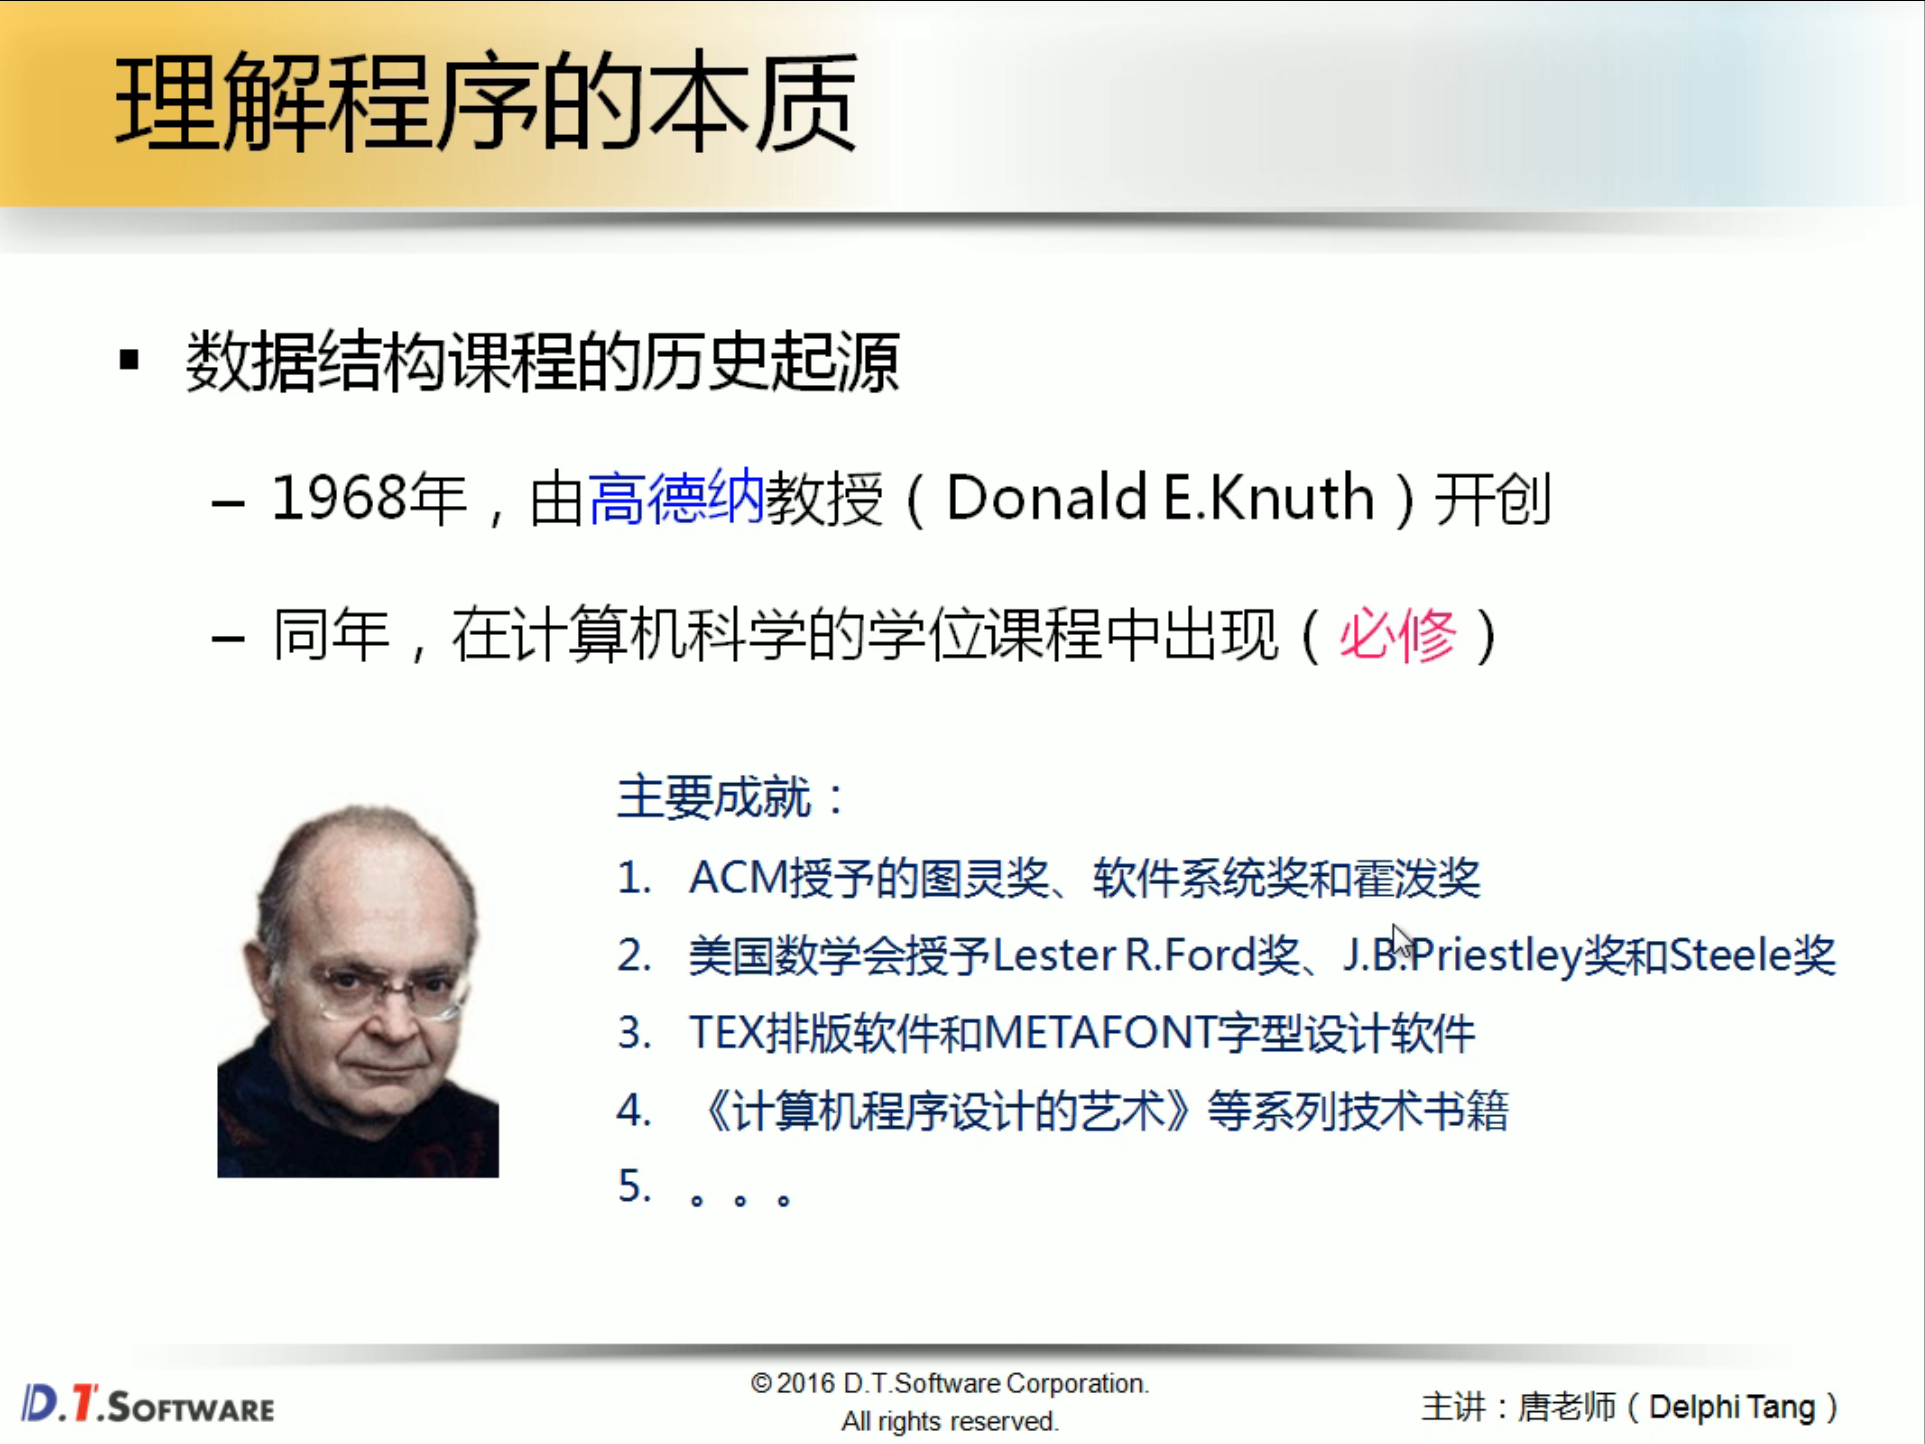 理解程序的本质
▪ 数据结构课程的历史起源
– 1968年，由高德纳教授（Donald E.Knuth）开创
– 同年，在计算机科学的学位课程中出现（必修）
主要成就：
1. ACM授予的图灵奖、软件系统奖和霍泼奖
2. 美国数学会授予Lester R.Ford奖、J.B.Priestley奖和Steele奖
3. TEX排版软件和METAFONT字型设计软件
4. 《计算机程序设计的艺术》等系列技术书籍
5. 。。。
D.T.SOFTWARE
© 2016 D.T.Software Corporation.
All rights reserved.
主讲：唐老师（Delphi Tang）